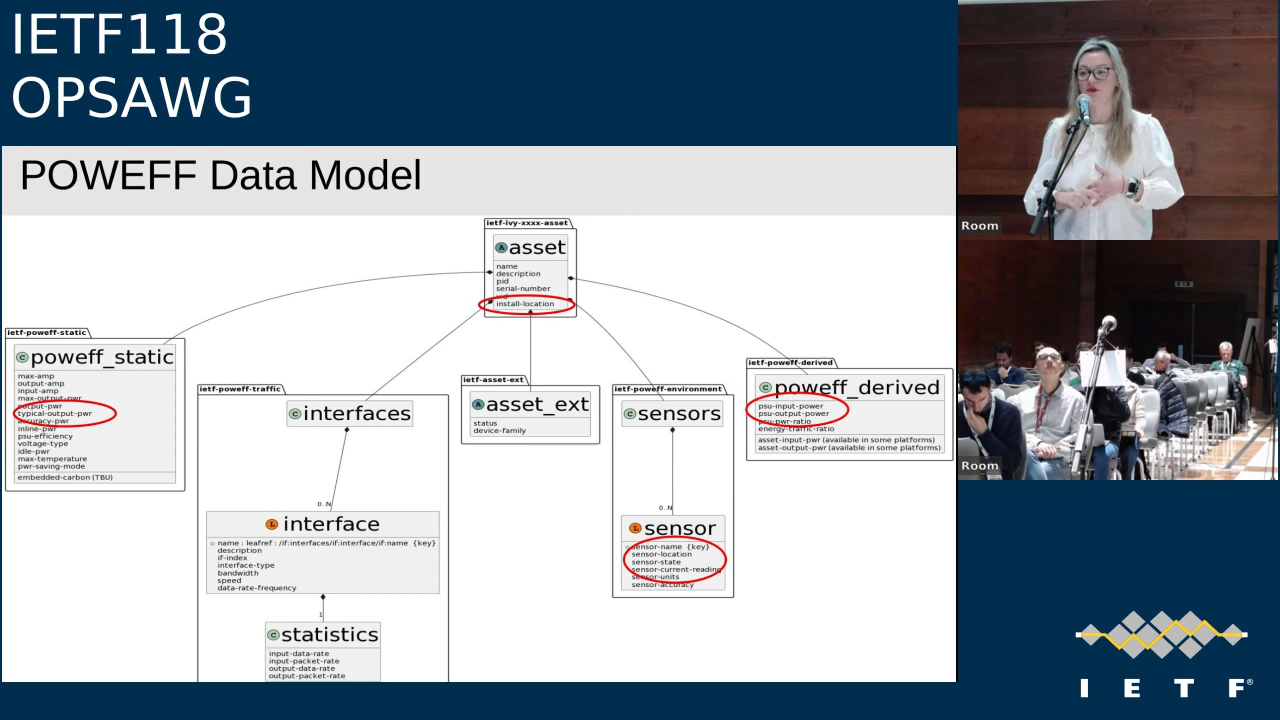 IETF118
OPSAWG
POWEFF Data Model
ietf-ivy-xxxx-asset
A asset
name
description
pid
serial-number
install-location
ietf-poweff-static
C poweff_static
max-amp
output-amp
input-amp
max-output-pwr
output-pwr
typical-output-pwr
accuracy-pwr
inline-pwr
psu-efficiency
voltage-type
idle-pwr
max-temperature
pwr-saving-mode
embedded-carbon (TBU)
ietf-poweff-traffic
C interfaces
0..N
L interface
name : leafref : /if:interfaces/if:interface/if:name {key}
description
if-index
interface-type
bandwidth
speed
data-rate-frequency
1
C statistics
input-data-rate
input-packet-rate
output-data-rate
output-packet-rate
ietf-asset-ext
A asset_ext
status
device-family
ietf-poweff-environment
C sensors
0..N
L sensor
sensor-name {key}
sensor-location
sensor-state
sensor-current-reading
sensor-units
sensor-accuracy
ietf-poweff-derived
C poweff_derived
psu-input-power
psu-output-power
psu-pwr-ratio
energy-traffic-ratio
asset-input-pwr (available in some platforms)
asset-output-pwr (available in some platforms)
Room
Room
I E T F®